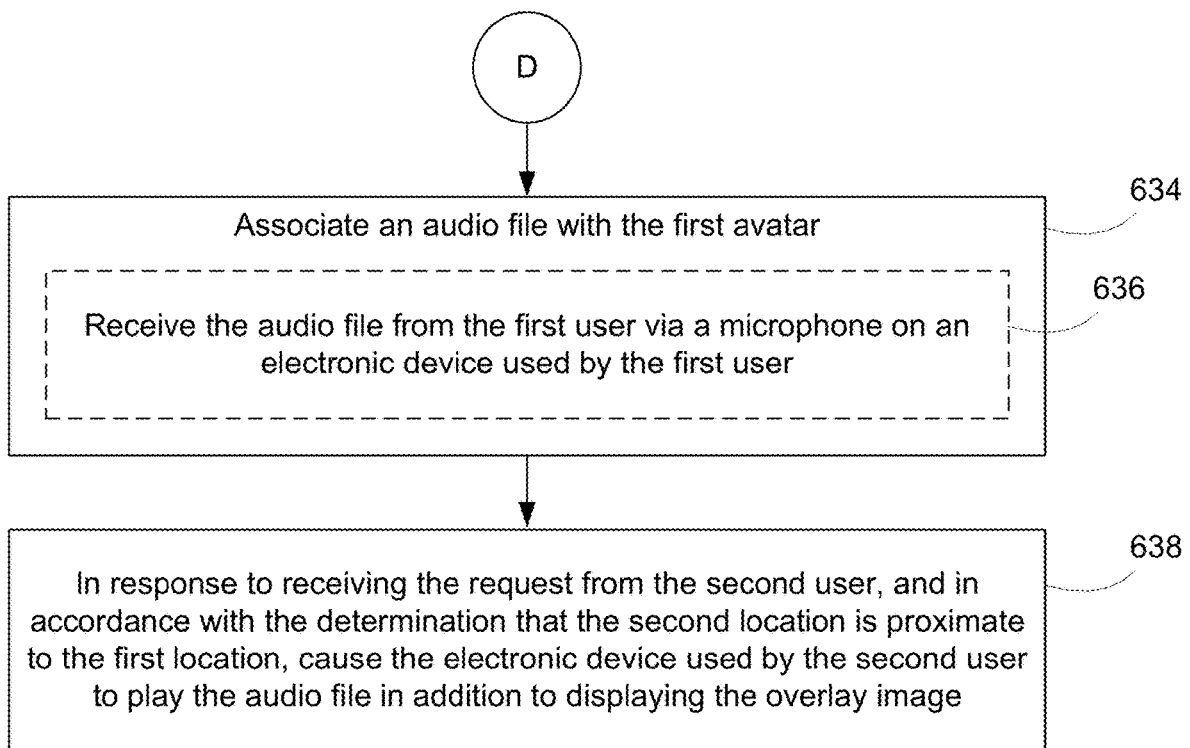 D
634
Associate an audio file with the first avatar
636
Receive the audio file from the first user via a microphone on an
electronic device used by the first user
638
In response to receiving the request from the second user, and in
accordance with the determination that the second location is proximate
to the first location, cause the electronic device used by the second user
to play the audio file in addition to displaying the overlay image